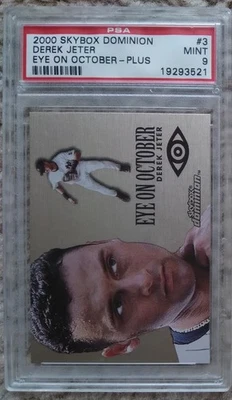 PSA
2000 SKYBOX DOMINION #3
DEREK JETER MINT
EYE ON OCTOBER-PLUS 9
19293521
EYE ON OCTOBER
DEREK JETER
skybox
dominion